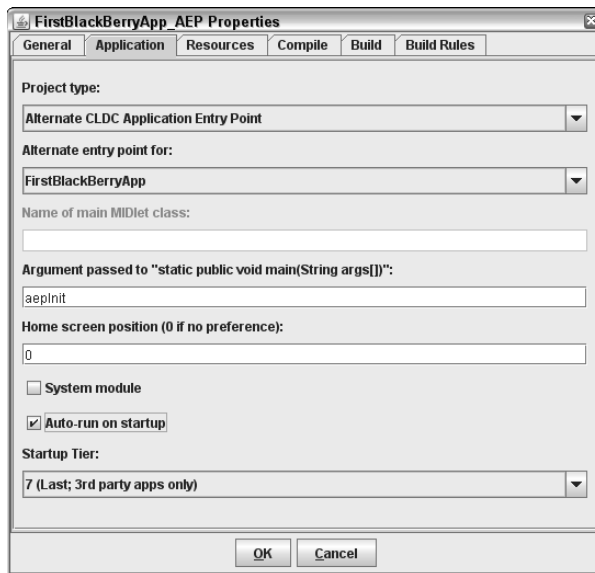 FirstBlackBerryApp_AEP Properties
General Application Resources Compile Build Build Rules
Project type:
Alternate CLDC Application Entry Point
Alternate entry point for:
FirstBlackBerryApp
Name of main MIDlet class:
Argument passed to "static public void main(String args[])":
aepInit
Home screen position (0 if no preference):
0
System module
Auto-run on startup
Startup Tier:
7 (Last; 3rd party apps only)
OK Cancel